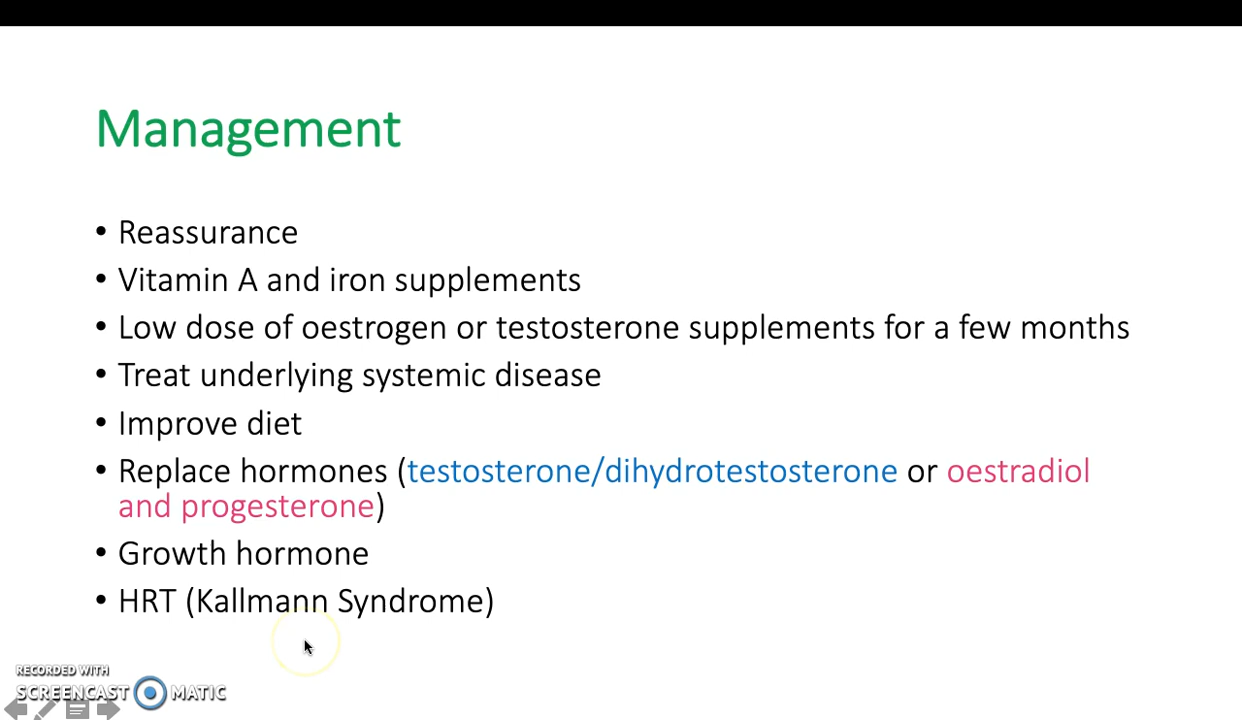 Management
• Reassurance
• Vitamin A and iron supplements
• Low dose of oestrogen or testosterone supplements for a few months
• Treat underlying systemic disease
• Improve diet
• Replace hormones (testosterone/dihydrotestosterone or oestradiol
and progesterone)
• Growth hormone
• HRT (Kallmann Syndrome)
RECORDED WITH
SCREENCAST MATIC